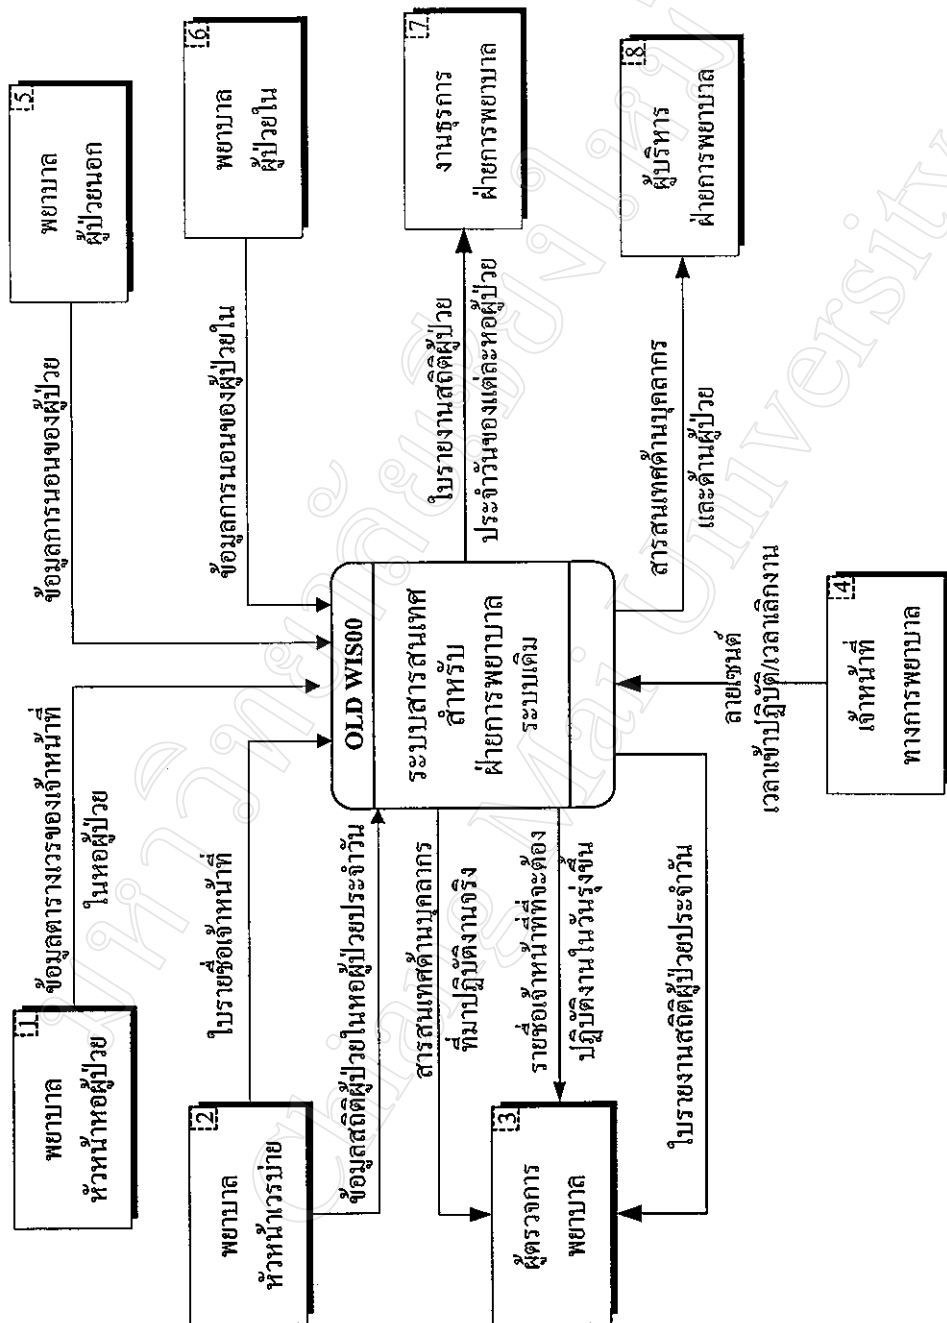 1
พยาบาล
หัวหน้าหอผู้ป่วย
ข้อมูลตารางเวรของเจ้าหน้าที่
ในหอผู้ป่วย
ข้อมูลการนอนของผู้ป่วย
5
พยาบาล
ผู้ป่วยนอก
2
พยาบาล
หัวหน้าเวรบ่าย
ใบรายชื่อเจ้าหน้าที่
ข้อมูลสถิติผู้ป่วยในหอผู้ป่วยประจำวัน
ข้อมูลการนอนของผู้ป่วยใน
6
พยาบาล
ผู้ป่วยใน
OLD WIS00
ระบบสารสนเทศ
สำหรับ
ฝ่ายการพยาบาล
ระบบเดิม
ใบรายงานสถิติผู้ป่วย
ประจำวันของแต่ละหอผู้ป่วย
7
งานธุรการ
ฝ่ายการพยาบาล
สารสนเทศด้านบุคลากร
ที่มาปฏิบัติงานจริง
รายชื่อเจ้าหน้าที่ที่จะต้อง
ปฏิบัติงานในวันรุ่งขึ้น
3
ผู้ตรวจการ
พยาบาล
ใบรายงานสถิติผู้ป่วยประจำวัน
สารสนเทศด้านบุคลากร
และด้านผู้ป่วย
8
ผู้บริหาร
ฝ่ายการพยาบาล
ลายเซนต์
เวลาเข้าปฏิบัติ/เวลาเลิกงาน
4
เจ้าหน้าที่
ทางการพยาบาล
มหาวิทยาลัยเชียงใหม่
Chiang Mai University